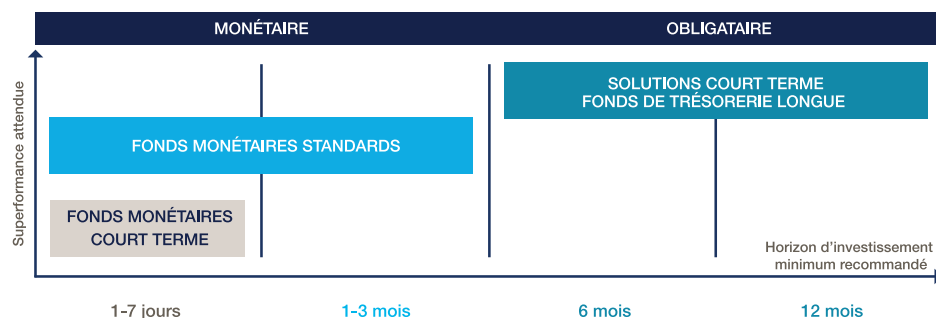 MONÉTAIRE
OBLIGATAIRE
Superformance attendue
SOLUTIONS COURT TERME
FONDS DE TRÉSORERIE LONGUE
FONDS MONÉTAIRES STANDARDS
FONDS MONÉTAIRES
COURT TERME
Horizon d’investissement
minimum recommandé
1-7 jours
1-3 mois
6 mois
12 mois